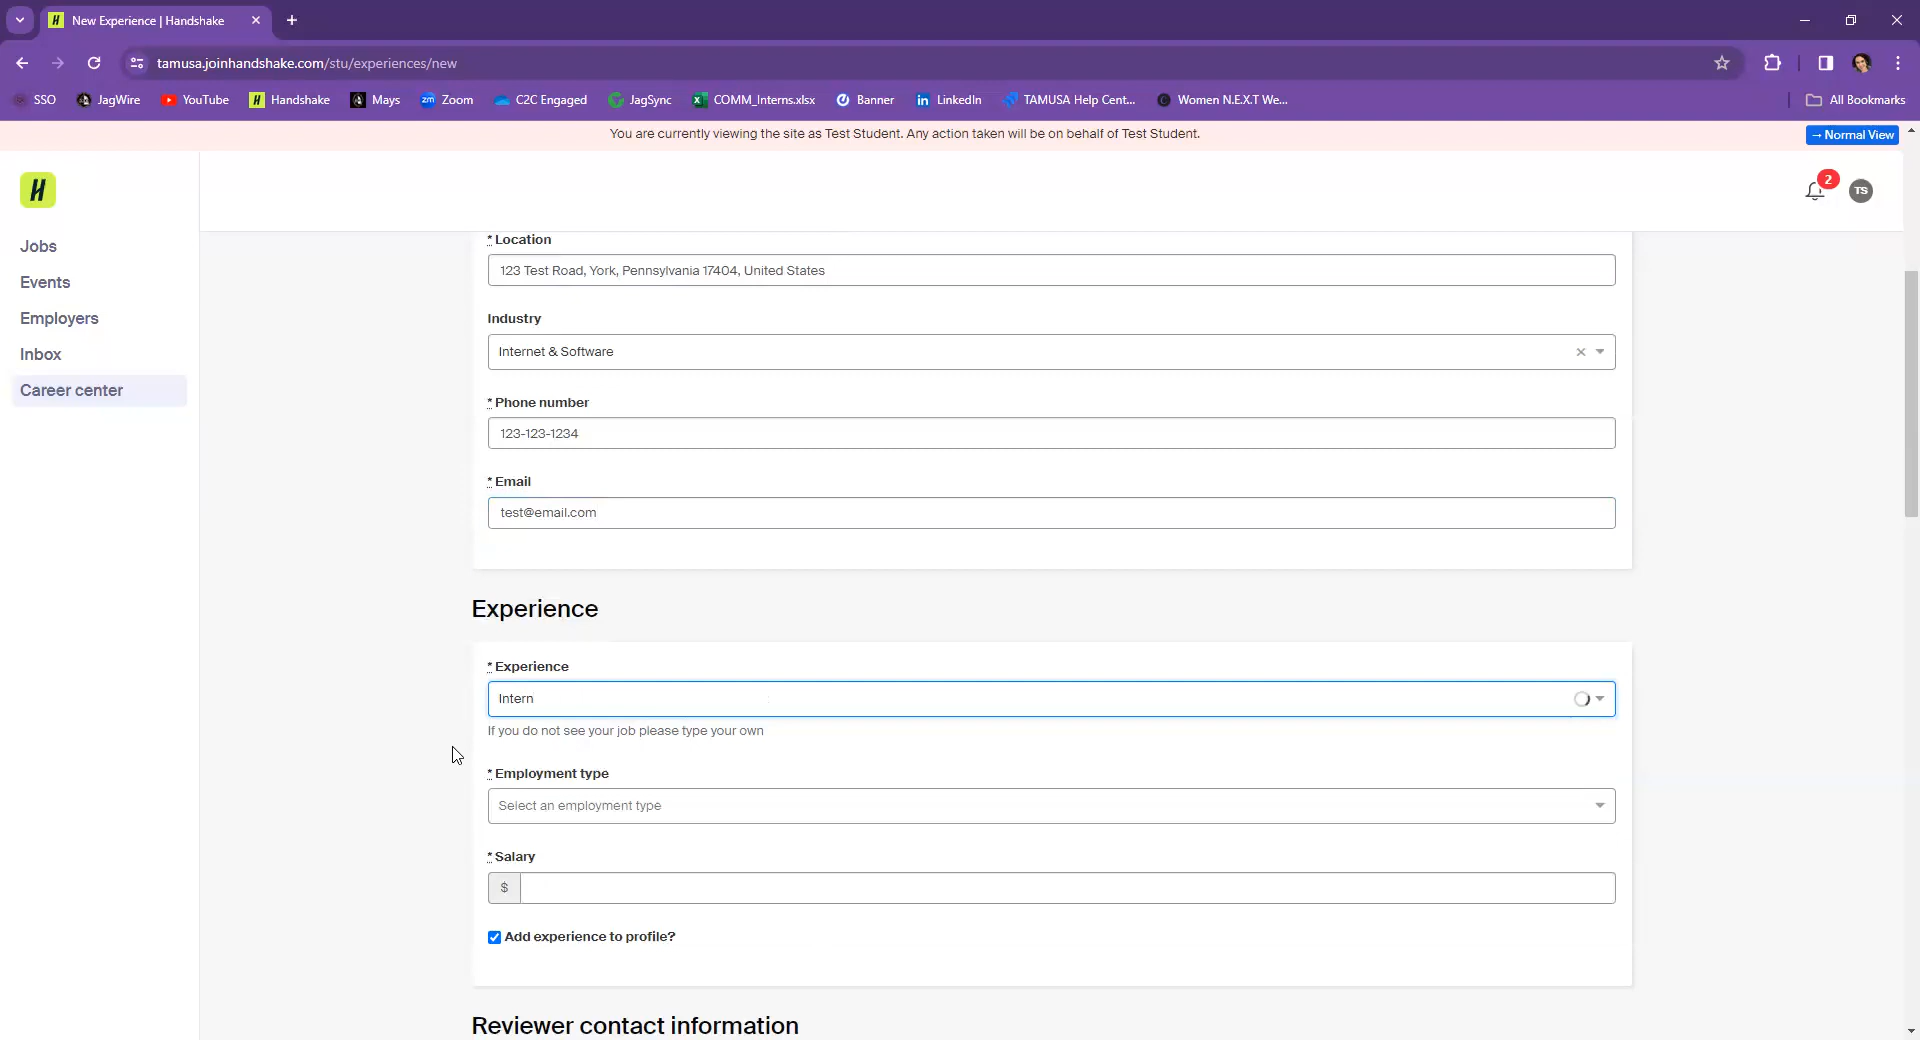 New Experience | Handshake
tamusa.joinhandshake.com/stu/experiences/new
SSO JagWire YouTube Handshake Mays Zoom C2C Engaged JagSync COMM_Interns.xlsx Banner LinkedIn TAMUSA Help Cent... Women N.E.X.T We... All Bookmarks
You are currently viewing the site as Test Student. Any action taken will be on behalf of Test Student. → Normal View
H
2
TS
Jobs
Events
Employers
Inbox
Career center
* Location
123 Test Road, York, Pennsylvania 17404, United States
Industry
Internet & Software
* Phone number
123-123-1234
* Email
test@email.com
Experience
* Experience
Intern
If you do not see your job please type your own
* Employment type
Select an employment type
* Salary
$
Add experience to profile?
Reviewer contact information